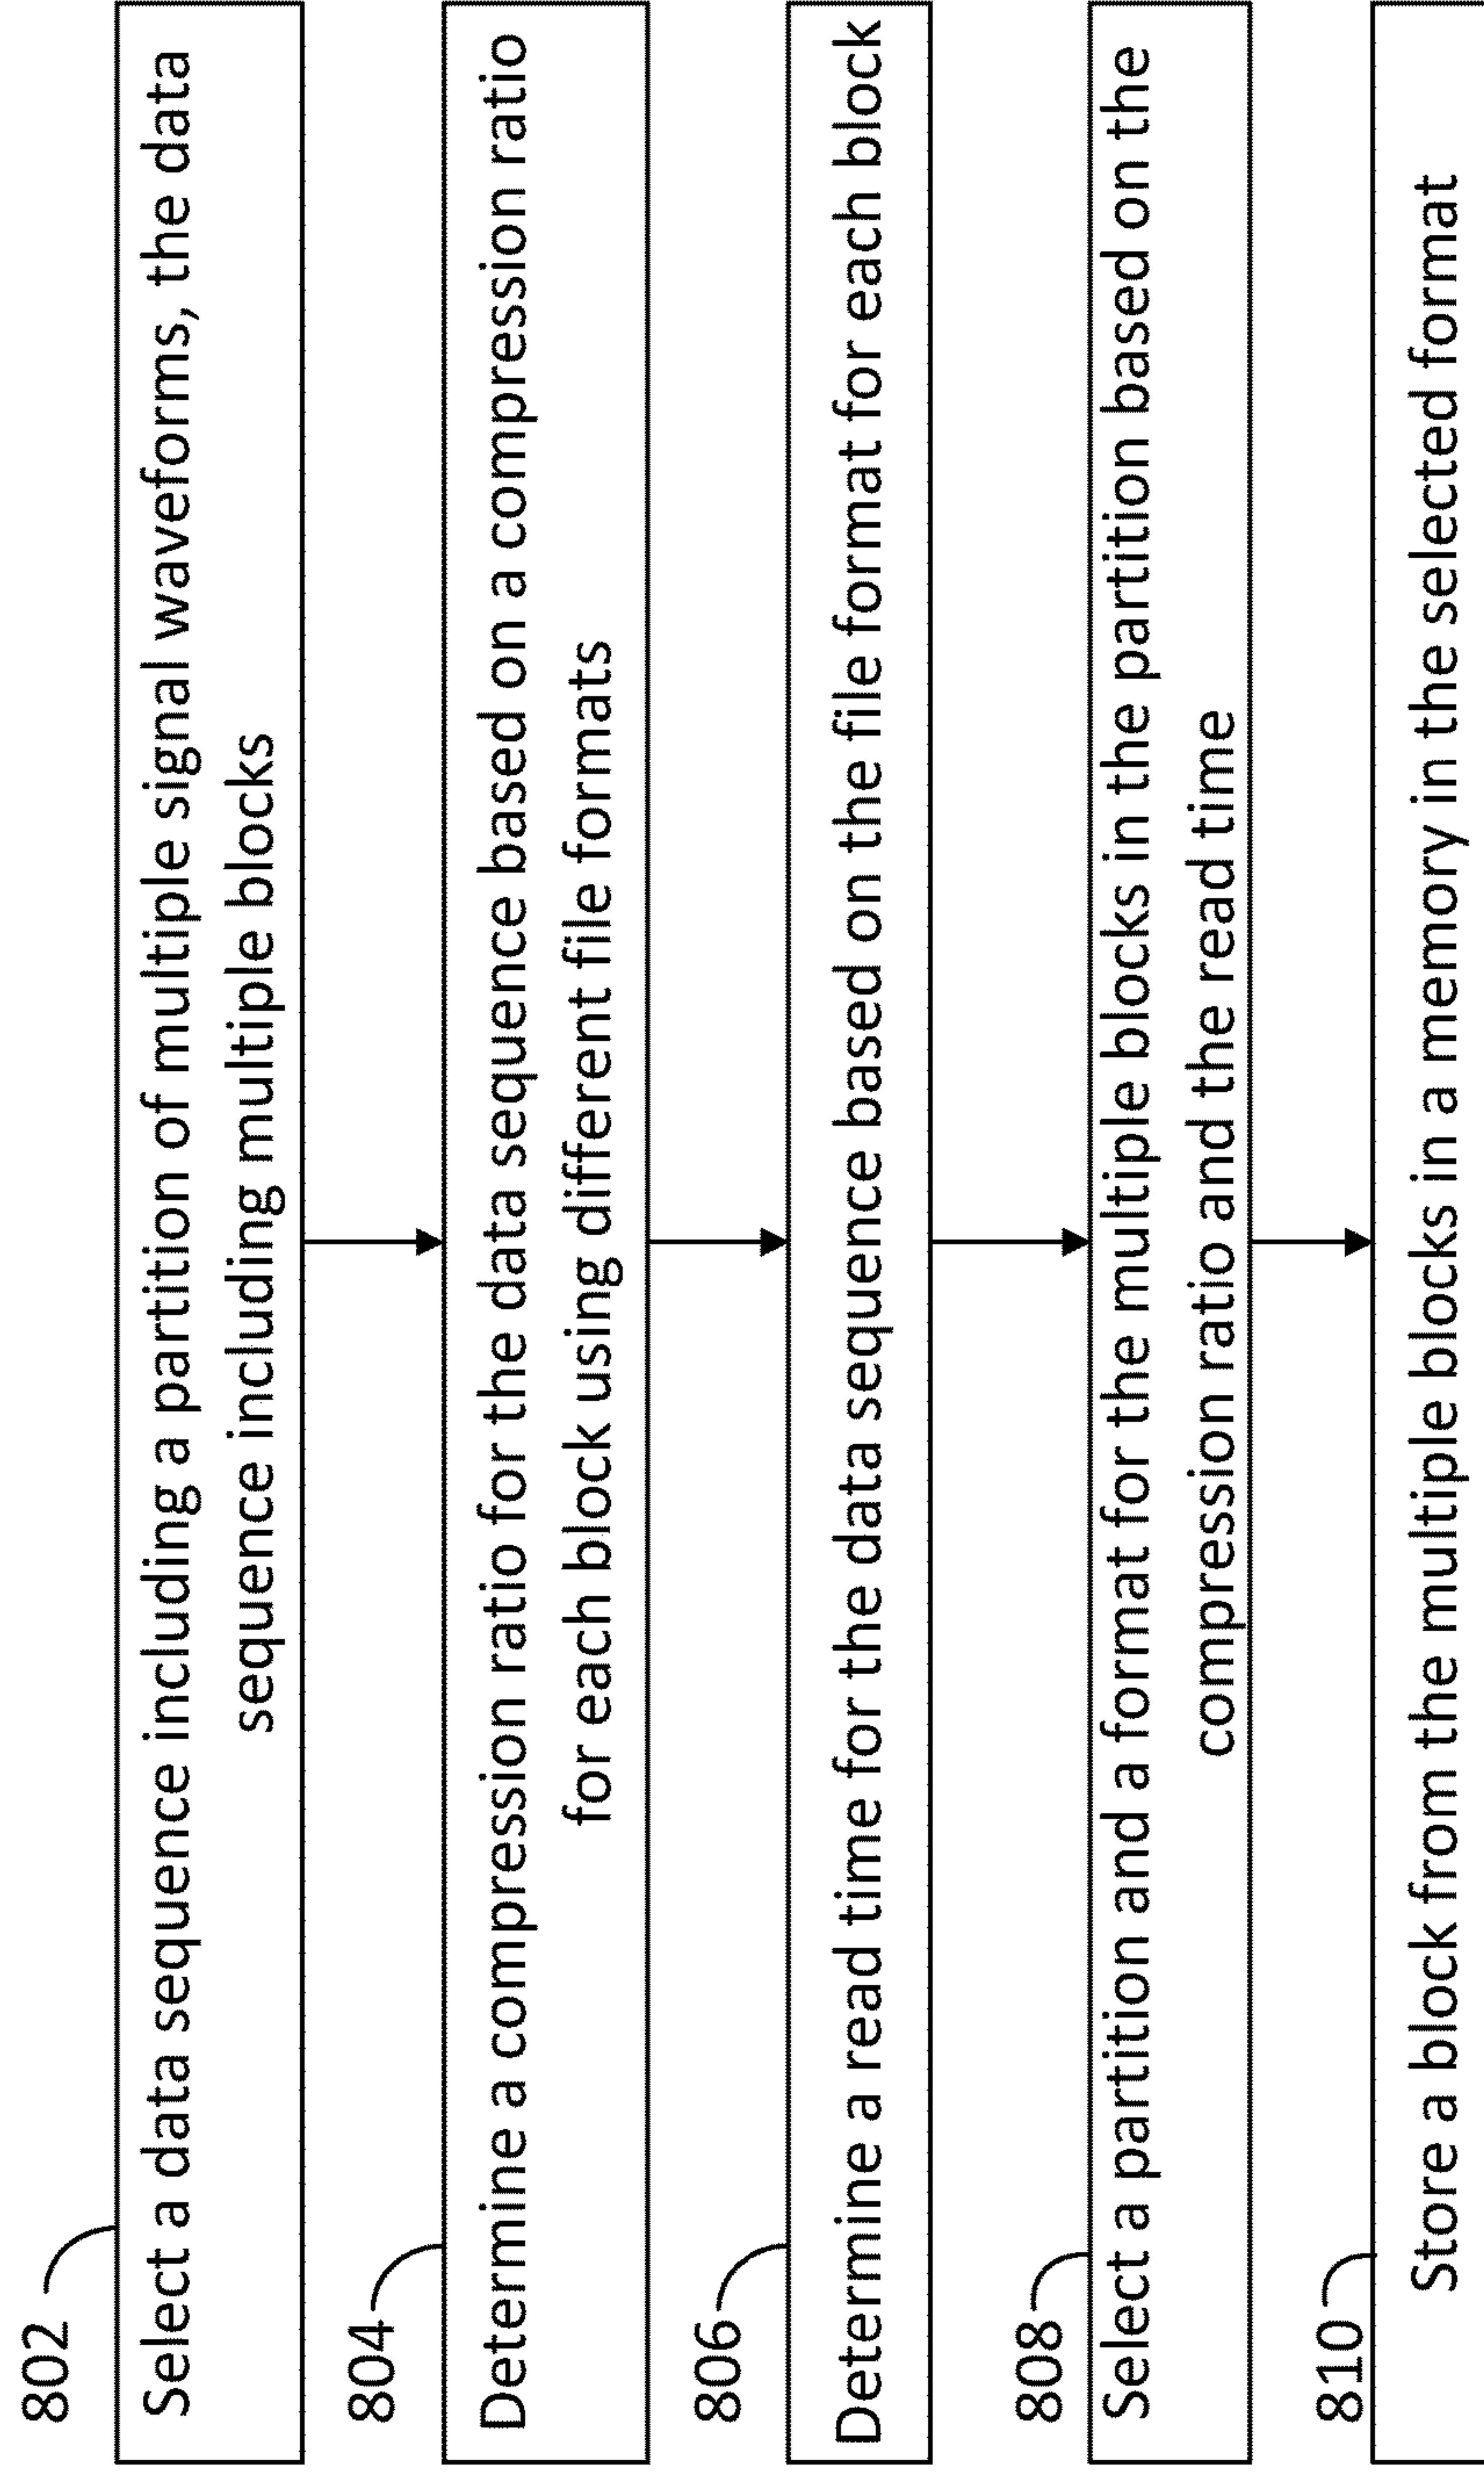 802
Select a data sequence including a partition of multiple signal waveforms, the data
sequence including multiple blocks
804
Determine a compression ratio for the data sequence based on a compression ratio
for each block using different file formats
806
Determine a read time for the data sequence based on the file format for each block
808
Select a partition and a format for the multiple blocks in the partition based on the
compression ratio and the read time
810
Store a block from the multiple blocks in a memory in the selected format